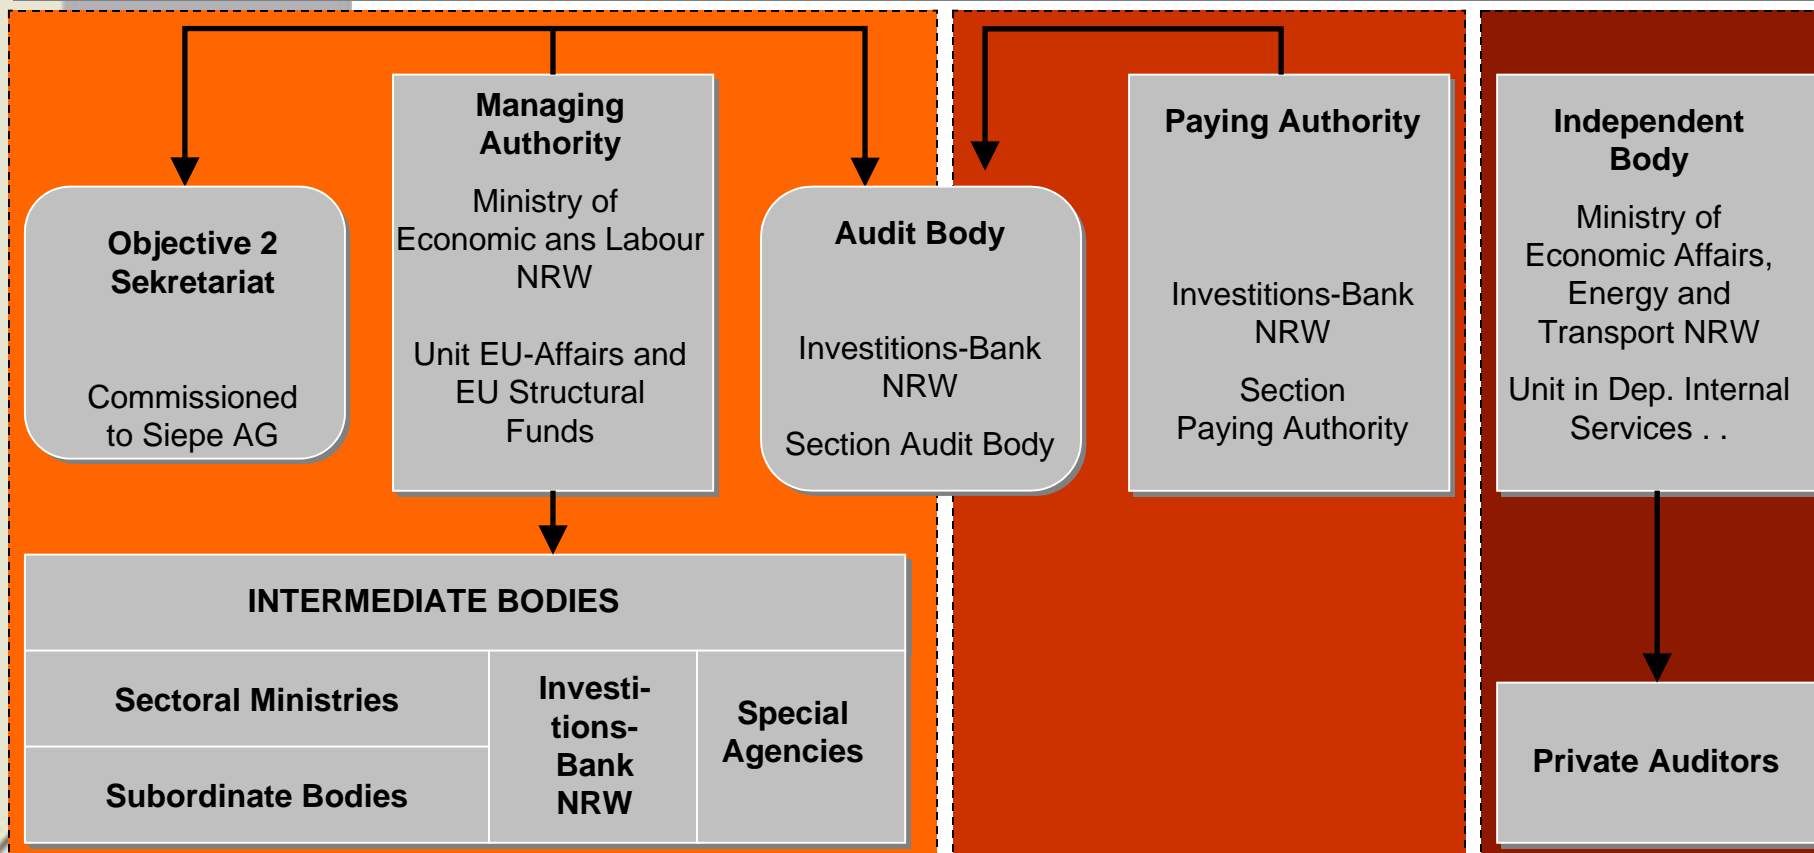 Managing
Authority
Ministry of
Economic ans Labour
NRW
Unit EU-Affairs and
EU Structural
Funds
Objective 2
Sekretariat
Commissioned
to Siepe AG
Audit Body
Investitions-Bank
NRW
Section Audit Body
Paying Authority
Investitions-Bank
NRW
Section
Paying Authority
Independent
Body
Ministry of
Economic Affairs,
Energy and
Transport NRW
Unit in Dep. Internal
Services . .
INTERMEDIATE BODIES
Sectoral Ministries
Subordinate Bodies
Investi-
tions-
Bank
NRW
Special
Agencies
Private Auditors